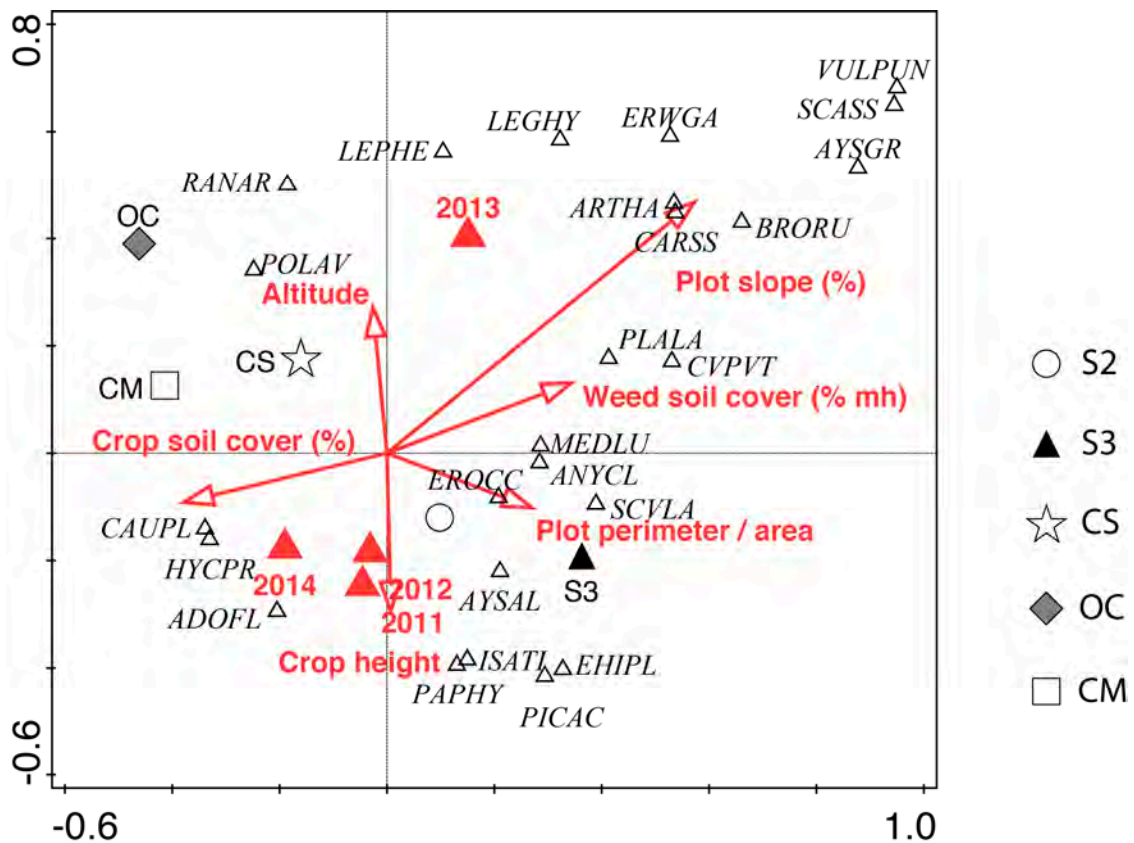 0.8
VULPUN
SCASS
LEGHY
ERWGA
AYSGR
LEPHE
RANAR
OC
2013
ARTHA
BRORU
CARSS
POLAV
Altitude
Plot slope (%)
PLALA
CS
CVPVT
CM
Weed soil cover (% mh)
Crop soil cover (%)
MEDLU
EROCC
ANYCL
SCVLA
CAUPL
Plot perimeter / area
HYCPR
2014
2012
AYSAL
S3
ADOFL
2011
Crop height
ISATI
EHIPL
PAPHY
PICAC
-0.6
-0.6
1.0
S2
S3
CS
OC
CM